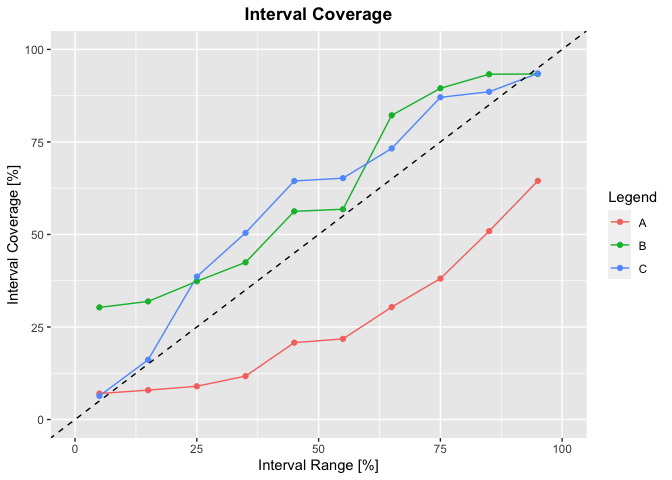 Interval Coverage
Interval Coverage [%]
100
75
50
25
0
0 25 50 75 100
Interval Range [%]
Legend
A
B
C